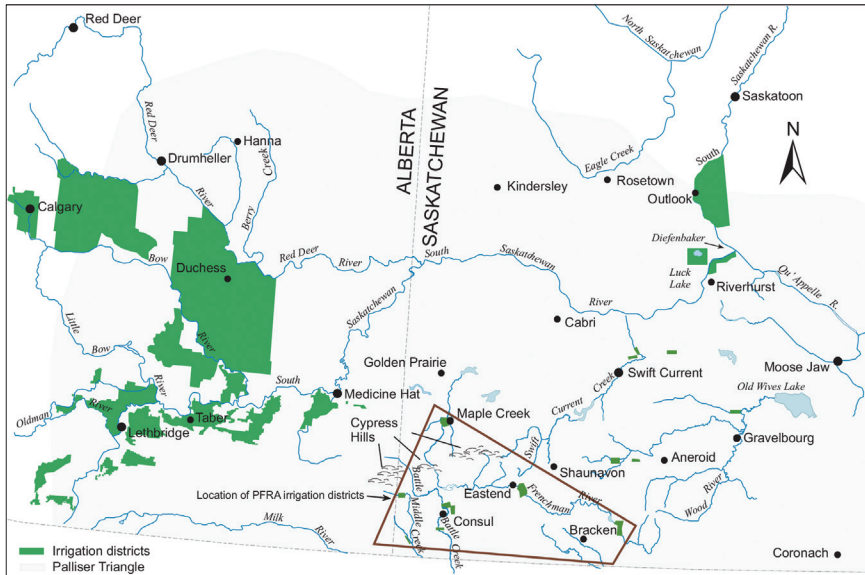 Red Deer
North Saskatchewan
Saskatchewan R.
Saskatoon
Red Deer
River
Hanna
Drumheller
Berry
Creek
ALBERTA
SASKATCHEWAN
N
Eagle Creek
Kindersley
Rosetown
South
Outlook
Calgary
Bow
River
Duchess
Red Deer
River
South
Saskatchewan
River
Diefenbaker
Luck
Lake
Riverhurst
Qu'Appelle
R.
Saskatchewan
Cabri
Little
Bow
River
Golden Prairie
Swift Current
Creek
Moose Jaw
Old Wives Lake
South
Medicine Hat
Oldman
River
Taber
Lethbridge
Maple Creek
Cypress
Hills
Current
Swift
Gravelbourg
Shaunavon
Aneroid
Wood
River
Location of PFRA irrigation districts
Battle
Middle Creek
Eastend
Frenchman
River
Consul
Battle Creek
Bracken
Milk
River
Coronach
Irrigation districts
Palliser Triangle